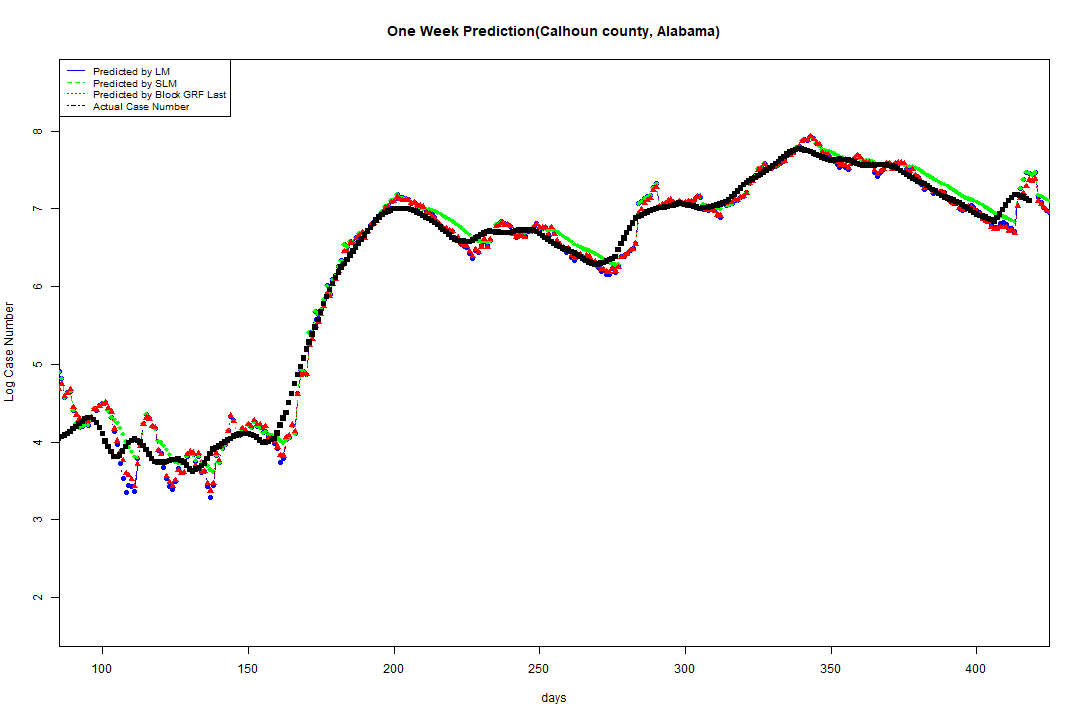 One Week Prediction(Calhoun county, Alabama)
Predicted by LM
Predicted by SLM
Predicted by Block GRF Last
Actual Case Number
8
7
6
5
4
3
2
Log Case Number
100 150 200 250 300 350 400
days